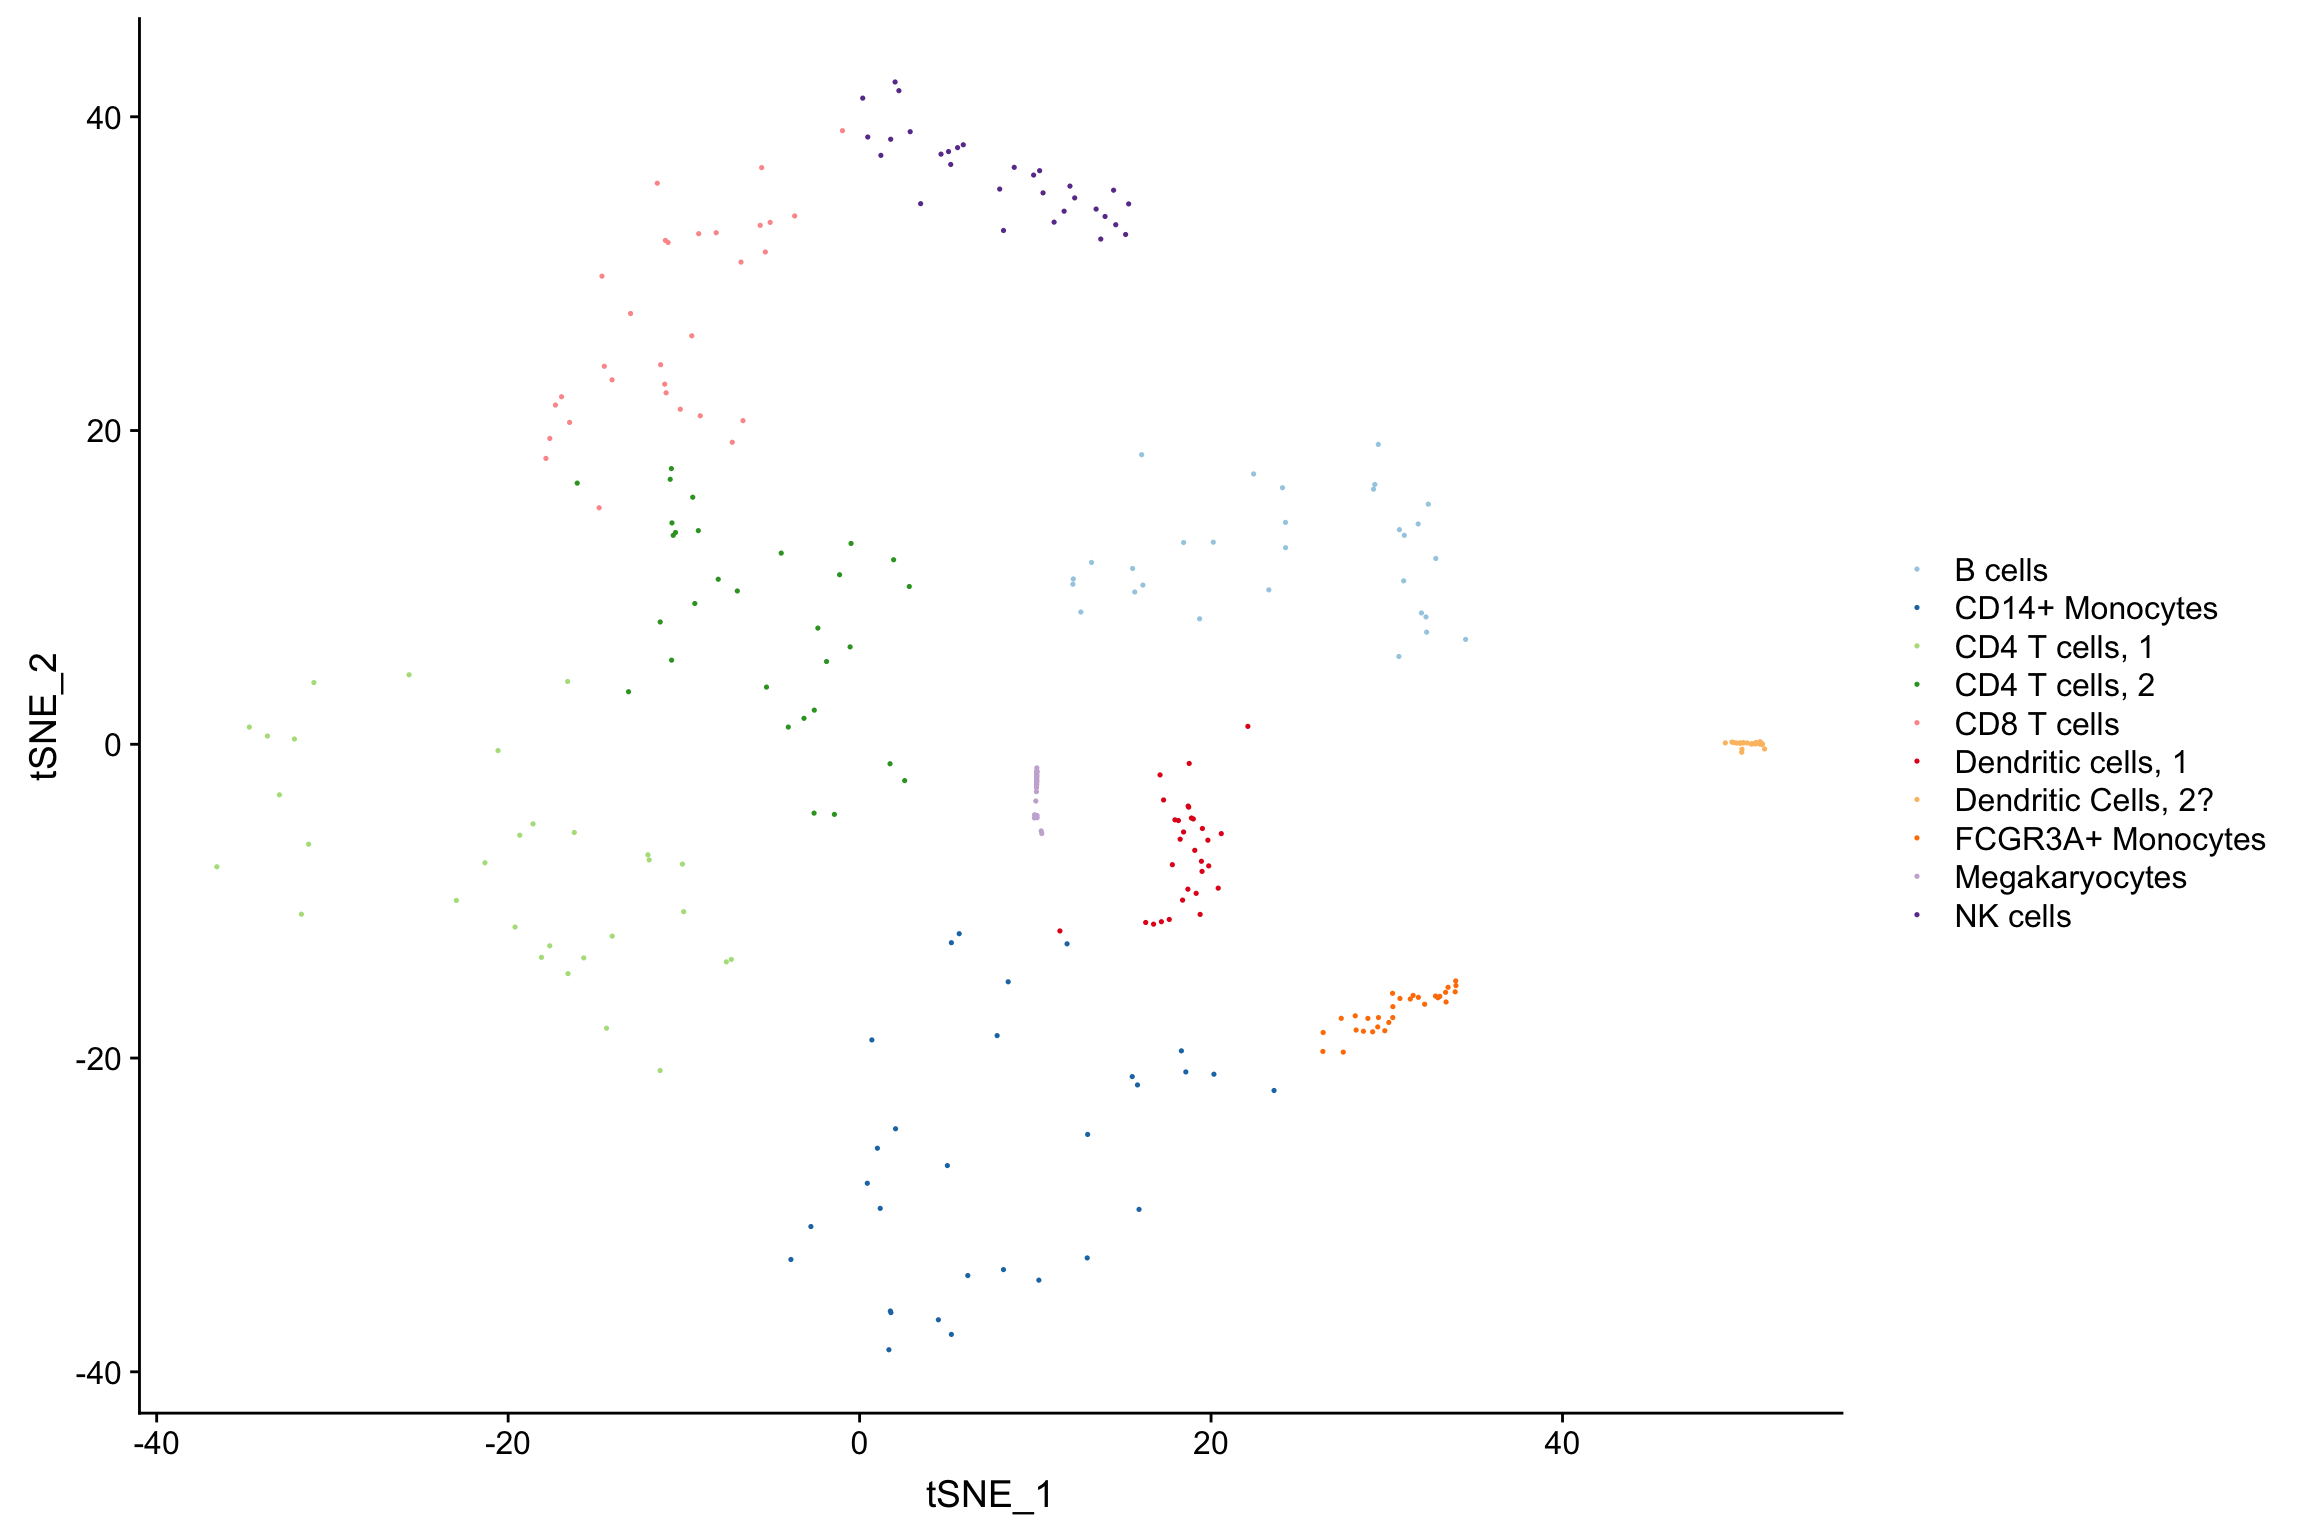 40
20
0
-20
-40
tSNE_2
-40
-20
0
20
40
tSNE_1
B cells
CD14+ Monocytes
CD4 T cells, 1
CD4 T cells, 2
CD8 T cells
Dendritic cells, 1
Dendritic Cells, 2?
FCGR3A+ Monocytes
Megakaryocytes
NK cells